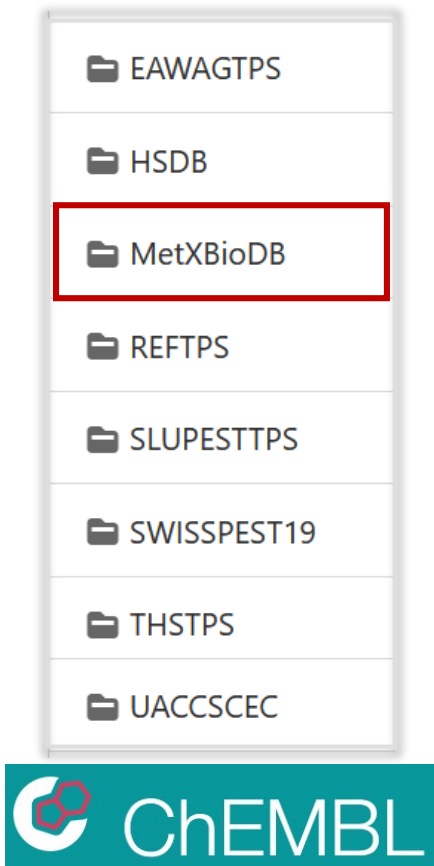 EAWAGTPS
HSDB
MetXBioDB
REFTPS
SLUPESTTPS
SWISSPEST19
THSTPS
UACCSCEC
ChEMBL